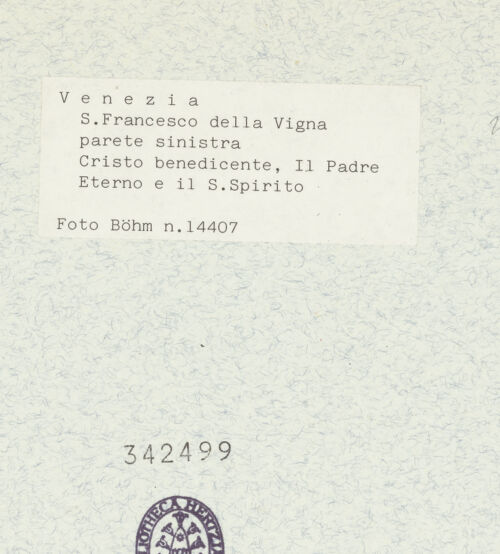 V e n e z i a
S.Francesco della Vigna
parete sinistra
Cristo benedicente, Il Padre
Eterno e il S.Spirito
Foto Böhm n.14407
342499